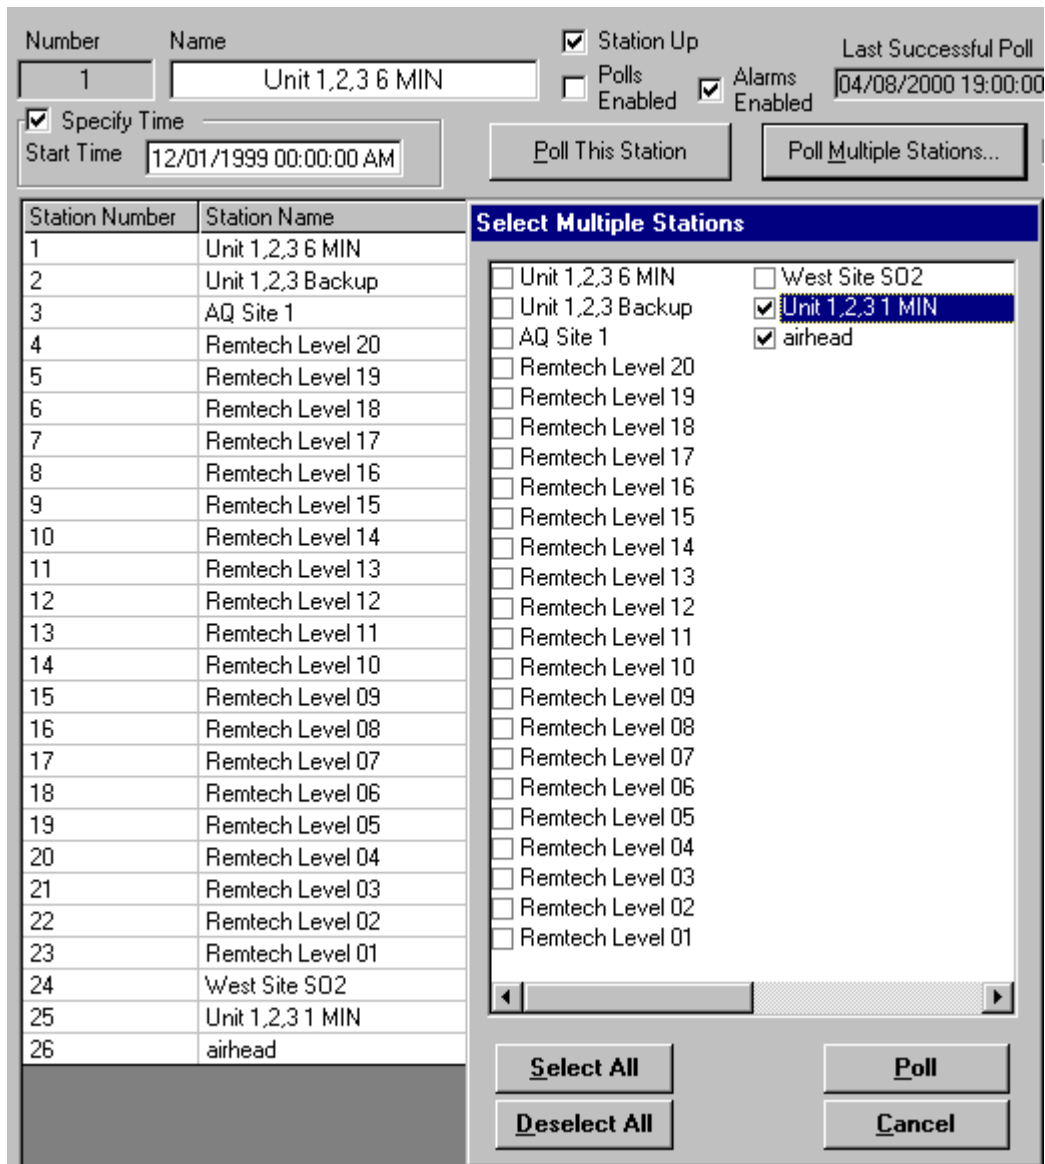 Number Name Station Up Last Successful Poll
1 Unit 1,2,3 6 MIN Polls Enabled Alarms Enabled 04/08/2000 19:00:00
Specify Time
Start Time 12/01/1999 00:00:00 AM Poll This Station Poll Multiple Stations...
Station Number Station Name
1 Unit 1,2,3 6 MIN
2 Unit 1,2,3 Backup
3 AQ Site 1
4 Remtech Level 20
5 Remtech Level 19
6 Remtech Level 18
7 Remtech Level 17
8 Remtech Level 16
9 Remtech Level 15
10 Remtech Level 14
11 Remtech Level 13
12 Remtech Level 12
13 Remtech Level 11
14 Remtech Level 10
15 Remtech Level 09
16 Remtech Level 08
17 Remtech Level 07
18 Remtech Level 06
19 Remtech Level 05
20 Remtech Level 04
21 Remtech Level 03
22 Remtech Level 02
23 Remtech Level 01
24 West Site SO2
25 Unit 1,2,3 1 MIN
26 airhead
Select Multiple Stations
Unit 1,2,3 6 MIN
Unit 1,2,3 Backup
AQ Site 1
Remtech Level 20
Remtech Level 19
Remtech Level 18
Remtech Level 17
Remtech Level 16
Remtech Level 15
Remtech Level 14
Remtech Level 13
Remtech Level 12
Remtech Level 11
Remtech Level 10
Remtech Level 09
Remtech Level 08
Remtech Level 07
Remtech Level 06
Remtech Level 05
Remtech Level 04
Remtech Level 03
Remtech Level 02
Remtech Level 01
West Site SO2
Unit 1,2,3 1 MIN
airhead
Select All Poll
Deselect All Cancel